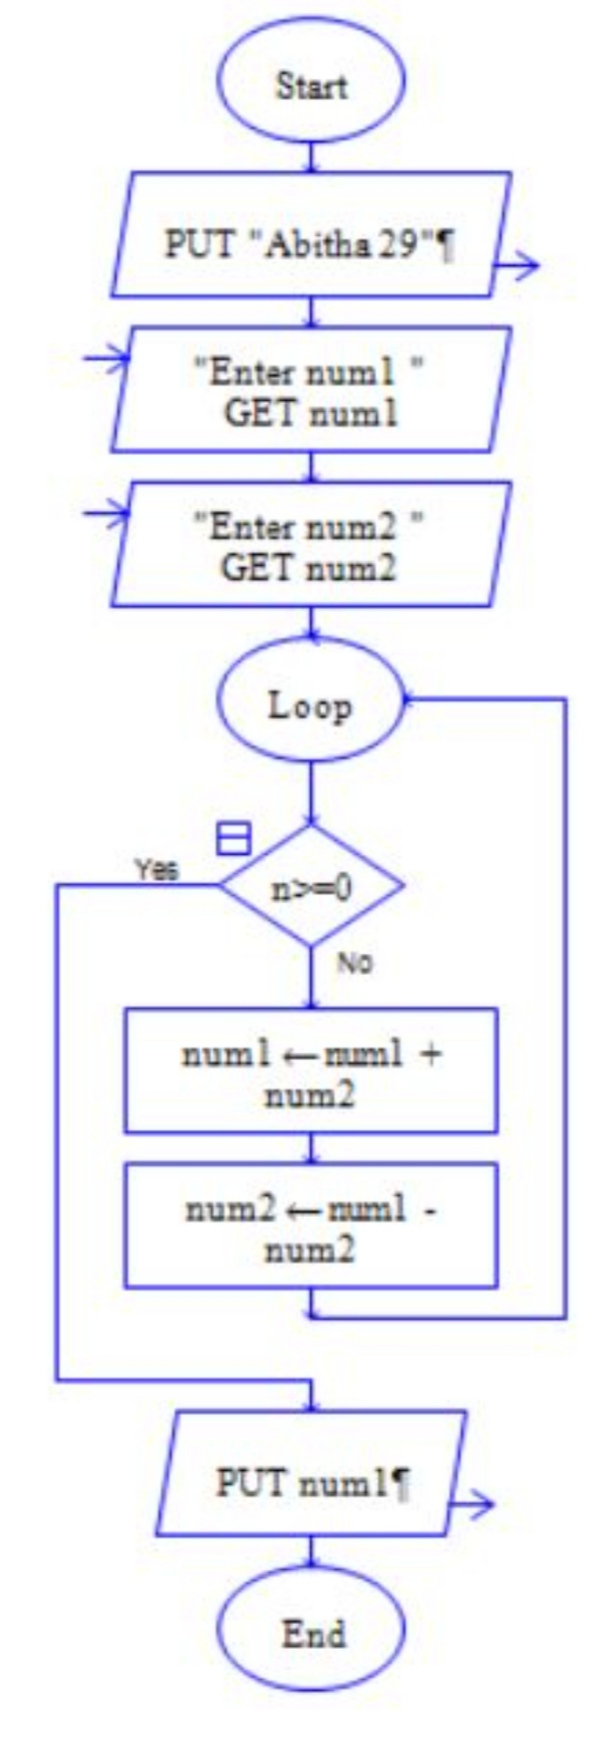 Start
PUT "Abitha 29"¶
"Enter num1 "
GET num1
"Enter num2 "
GET num2
Loop
Yes
n>=0
No
num1 ← num1 +
num2
num2 ← num1 -
num2
PUT num1¶
End